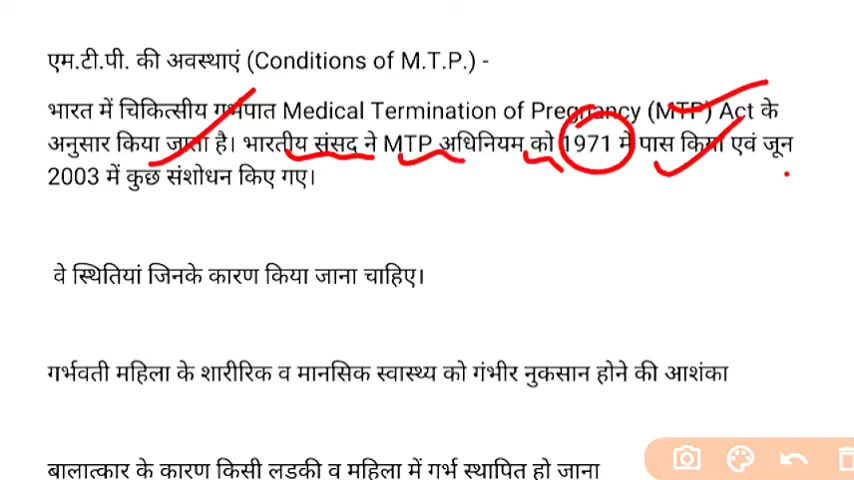 एम.टी.पी. की अवस्थाएं (Conditions of M.T.P.) -
भारत में चिकित्सीय गर्भपात Medical Termination of Pregnancy (MTP) Act के
अनुसार किया जाता है। भारतीय संसद ने MTP अधिनियम को 1971 में पास किया एवं जून
2003 में कुछ संशोधन किए गए।
वे स्थितियां जिनके कारण किया जाना चाहिए।
गर्भवती महिला के शारीरिक व मानसिक स्वास्थ्य को गंभीर नुकसान होने की आशंका
बालात्कार के कारण किसी लड़की व महिला में गर्भ स्थापित हो जाना